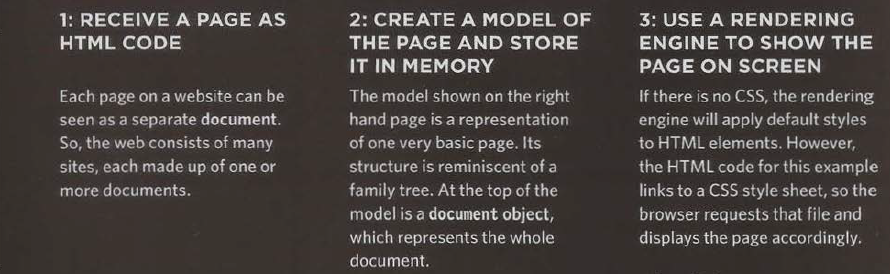 1: RECEIVE A PAGE AS
HTML CODE
Each page on a website can be
seen as a separate document.
So, the web consists of many
sites, each made up of one or
more documents.
2: CREATE A MODEL OF
THE PAGE AND STORE
IT IN MEMORY
The model shown on the right
hand page is a representation
of one very basic page. Its
structure is reminiscent of a
family tree. At the top of the
model is a document object,
which represents the whole
document.
3: USE A RENDERING
ENGINE TO SHOW THE
PAGE ON SCREEN
If there is no CSS, the rendering
engine will apply default styles
to HTML elements. However,
the HTML code for this example
links to a CSS style sheet, so the
browser requests that file and
displays the page accordingly.